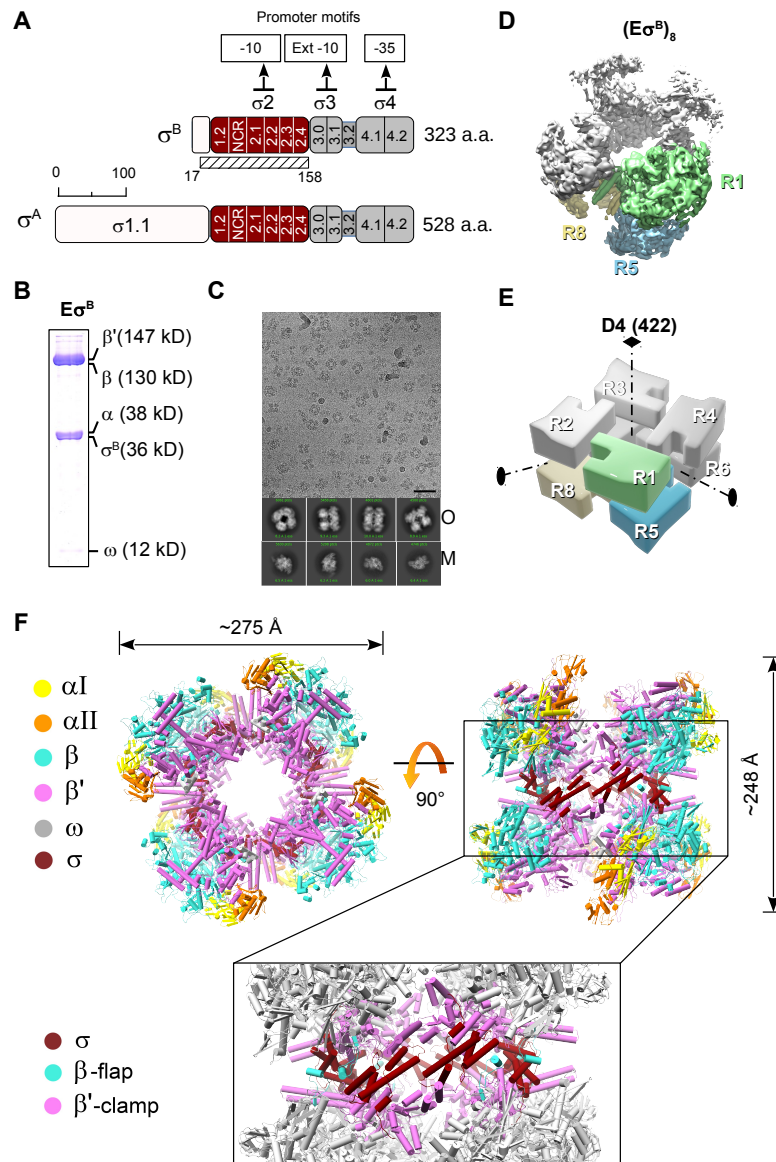 A
Promoter motifs
-10
Ext -10
-35
σ2
σ3
σ4
σB
1.2
NCR
2.1
2.2
2.3
2.4
3.0
3.1
3.2
4.1
4.2
323 a.a.
17
158
0
100
σA
σ1.1
1.2
NCR
2.1
2.2
2.3
2.4
3.0
3.1
3.2
4.1
4.2
528 a.a.
B
EσB
β'(147 kD)
β (130 kD)
α (38 kD)
σB(36 kD)
ω (12 kD)
C
O
M
D
(EσB)8
R1
R8
R5
E
D4 (422)
R3
R2
R4
R1
R6
R8
R5
F
~275 Å
αI
αII
β
β'
ω
σ
90°
~248 Å
σ
β-flap
β'-clamp